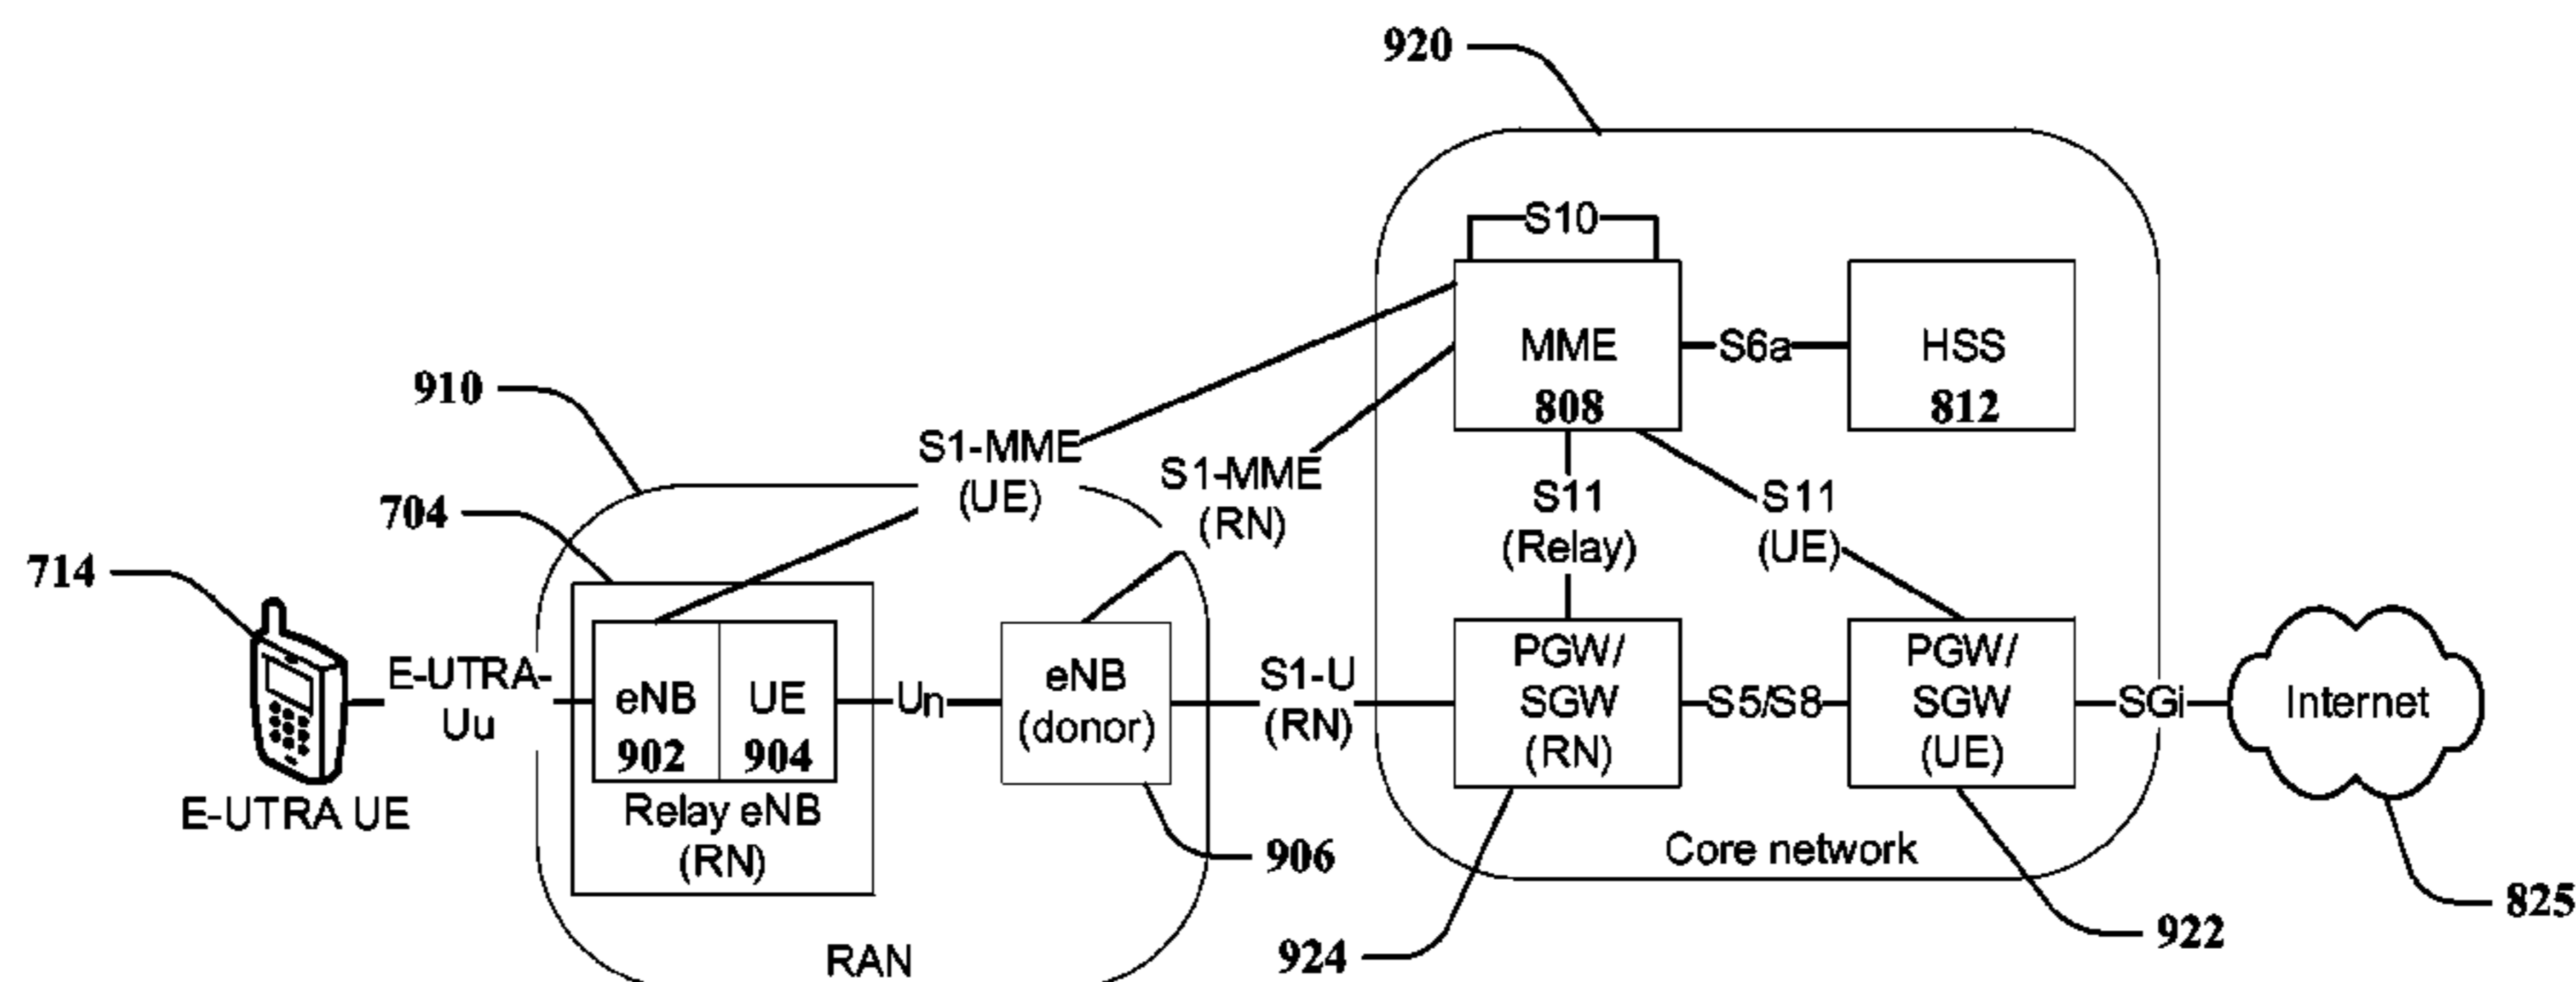 920
S10
MME
808
S6a
HSS
812
910
S1-MME
(UE)
S1-MME
(RN)
S11
(Relay)
S11
(UE)
704
714
E-UTRA-
Uu
E-UTRA UE
eNB
902
UE
904
Relay eNB
(RN)
Un
eNB
(donor)
906
S1-U
(RN)
PGW/
SGW
(RN)
S5/S8
PGW/
SGW
(UE)
SGi
Internet
Core network
RAN
924
922
825